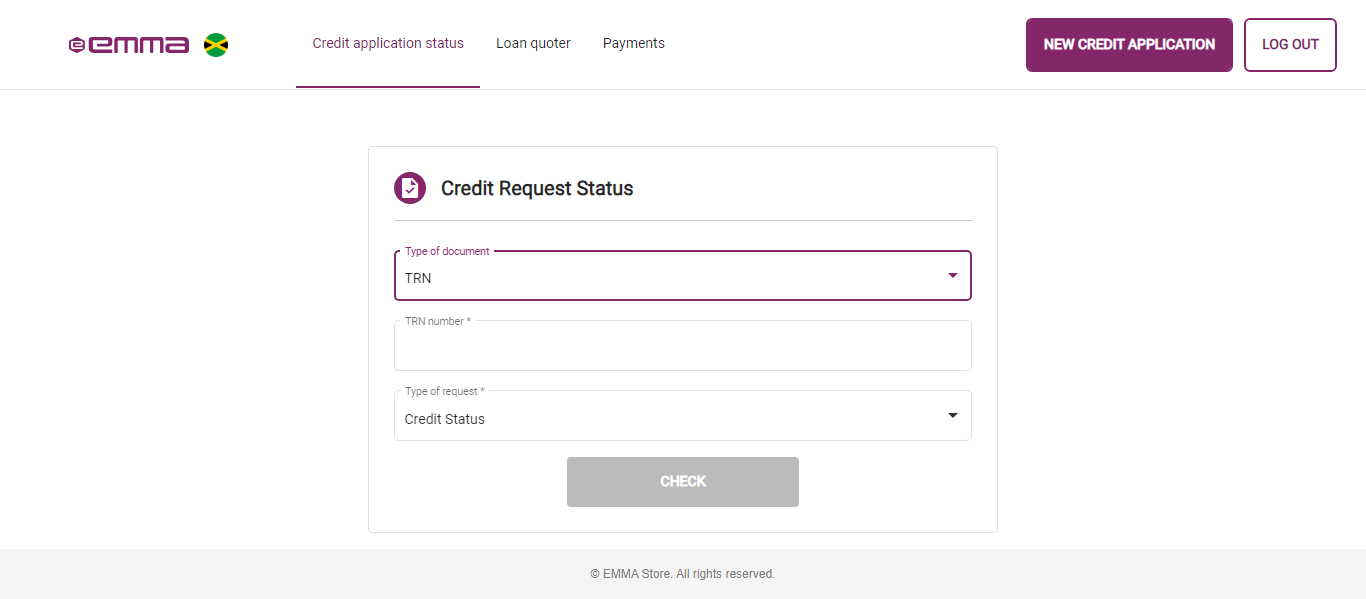 emma
Credit application status
Loan quoter
Payments
NEW CREDIT APPLICATION
LOG OUT
Credit Request Status
Type of document
TRN
TRN number *
Type of request *
Credit Status
CHECK
© EMMA Store. All rights reserved.